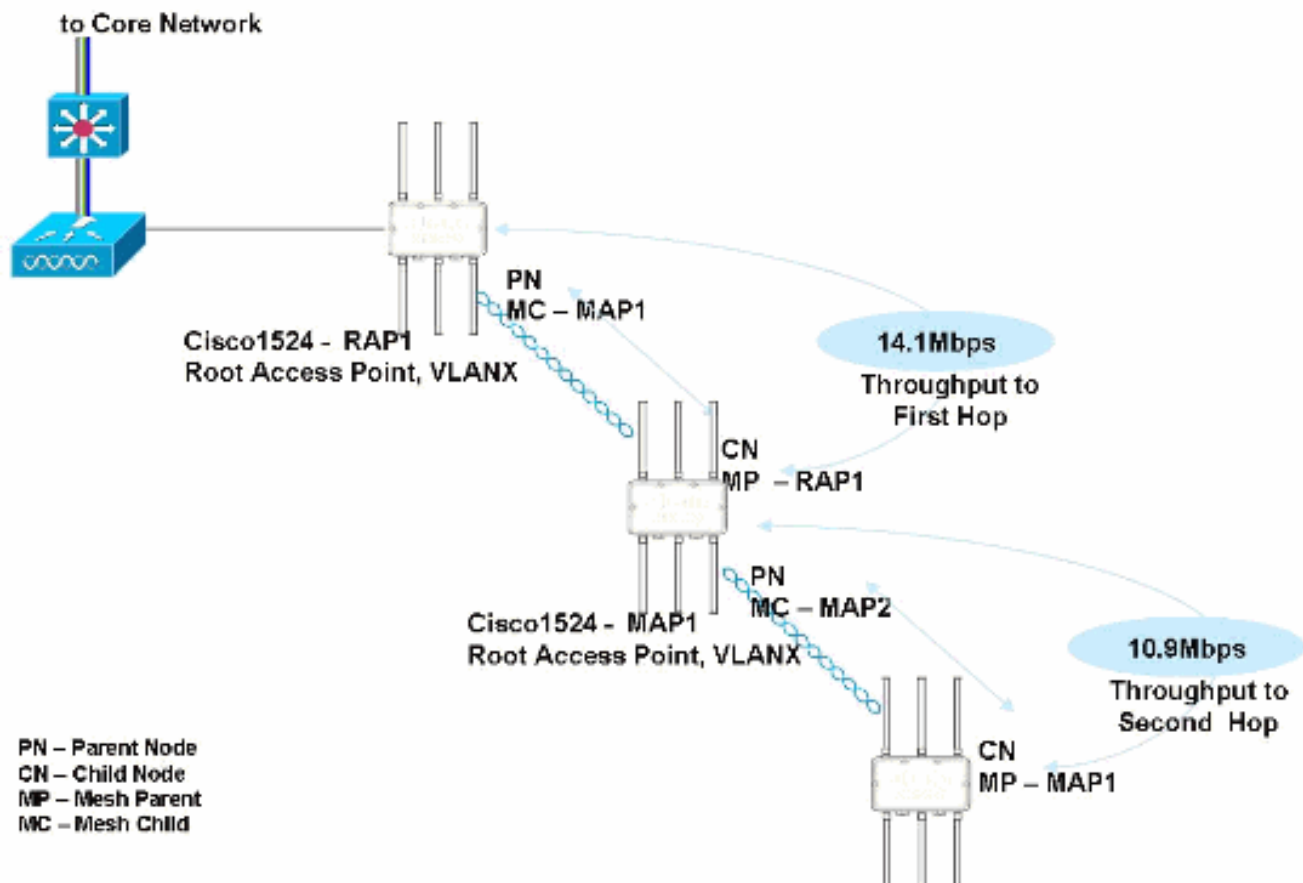 to Core Network
PN
MC – MAP1
Cisco1524 - RAP1
Root Access Point, VLANX
14.1Mbps
Throughput to
First Hop
CN
MP – RAP1
PN
MC – MAP2
Cisco1524 - MAP1
Root Access Point, VLANX
10.9Mbps
Throughput to
Second Hop
CN
MP – MAP1
PN – Parent Node
CN – Child Node
MP – Mesh Parent
MC – Mesh Child